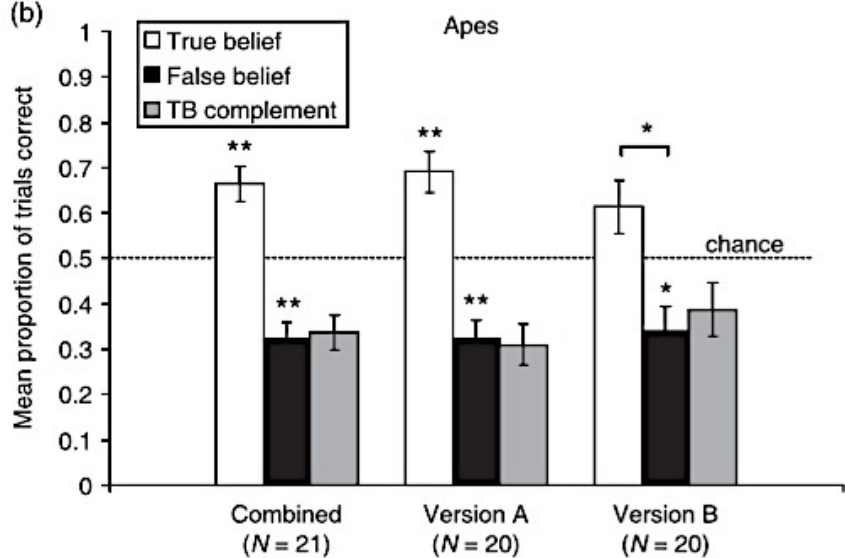 (b)
Apes
True belief
False belief
TB complement
Mean proportion of trials correct
1
0.9
0.8
0.7
0.6
0.5
0.4
0.3
0.2
0.1
0
**
**
**
**
*
*
chance
Combined
(N = 21)
Version A
(N = 20)
Version B
(N = 20)